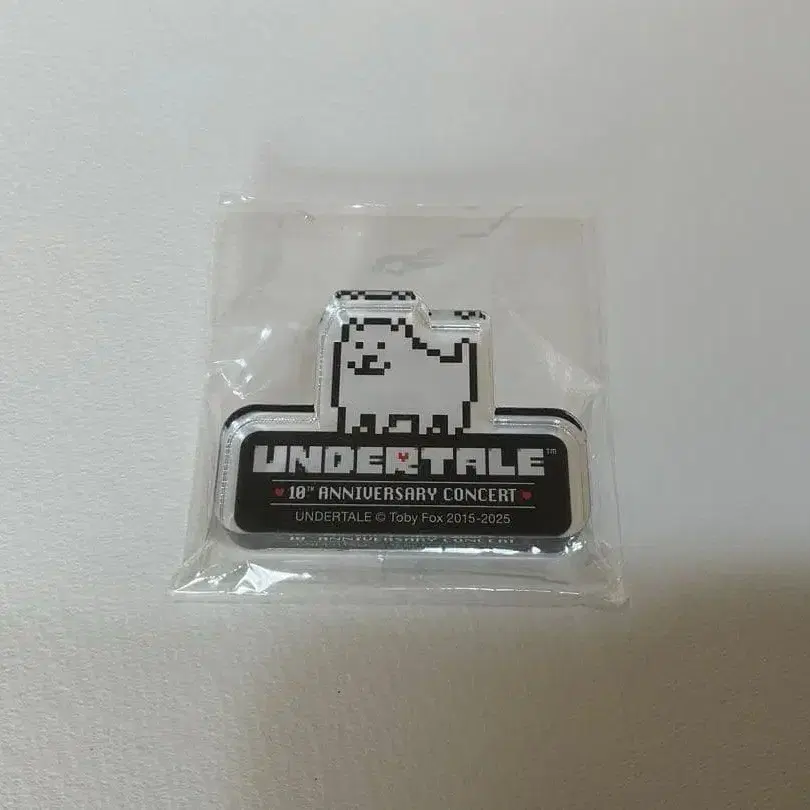 UNDERTALE™
10TH ANNIVERSARY CONCERT
UNDERTALE © Toby Fox 2015-2025